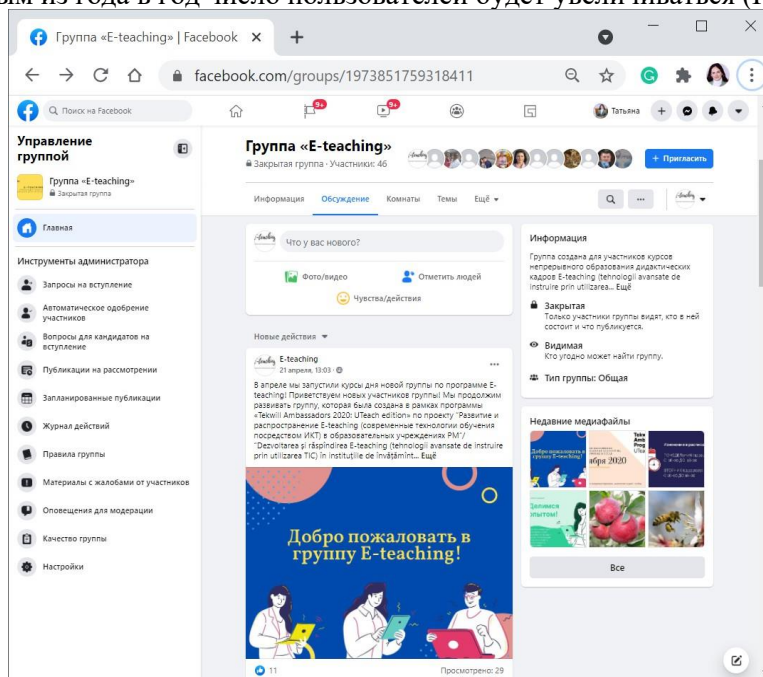 ым из года в год число пользователей будет увеличиваться (
Группа «E-teaching» | Facebook
facebook.com/groups/1973851759318411
Поиск на Facebook
9+
9+
Татьяна
Управление группой
Группа «E-teaching»
Закрытая группа
Главная
Инструменты администратора
Запросы на вступление
Автоматическое одобрение
участников
Вопросы для кандидатов на
вступление
Публикации на рассмотрении
Запланированные публикации
Журнал действий
Правила группы
Материалы с жалобами от участников
Оповещения для модерации
Качество группы
Настройки
Группа «E-teaching»
Закрытая группа · Участники: 46
+ Пригласить
Информация Обсуждение Комнаты Темы Ещё
Что у вас нового?
Фото/видео
Отметить людей
Чувства/действия
Новые действия
E-teaching
21 апреля, 13:03
В апреле мы запустили курсы дня новой группы по программе E-
teaching! Приветствуем новых участников группы! Мы продолжим
развивать группу, которая была создана в рамках программы
«Tekwill Ambassadors 2020: UTeach edition» по проекту "Развитие и
распространение E-teaching (современные технологии обучения
посредством ИКТ) в образовательных учреждениях РМ"/
"Dezvoltarea și răspîndirea E-teaching (tehnologii avansate de instruire
prin utilizarea TIC) în instituțiile de învățămînt... Ещё
Добро пожаловать в
группу E-teaching!
11
Просмотрено: 29
Информация
Группа создана для участников курсов
непрерывного образования дидактических
кадров E-teaching (tehnologii avansate de
instruire prin utilizarea... Ещё
Закрытая
Только участники группы видят, кто в ней
состоит и что публикуется.
Видимая
Кто угодно может найти группу.
Тип группы: Общая
Недавние медиафайлы
ября 2020
Делимся
опытом!
Все